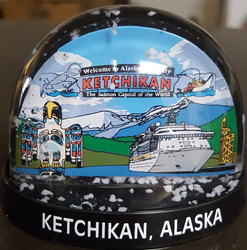 Welcome to Alaska's
KETCHIKAN
The Salmon Capital of the World
KETCHIKAN, ALASKA